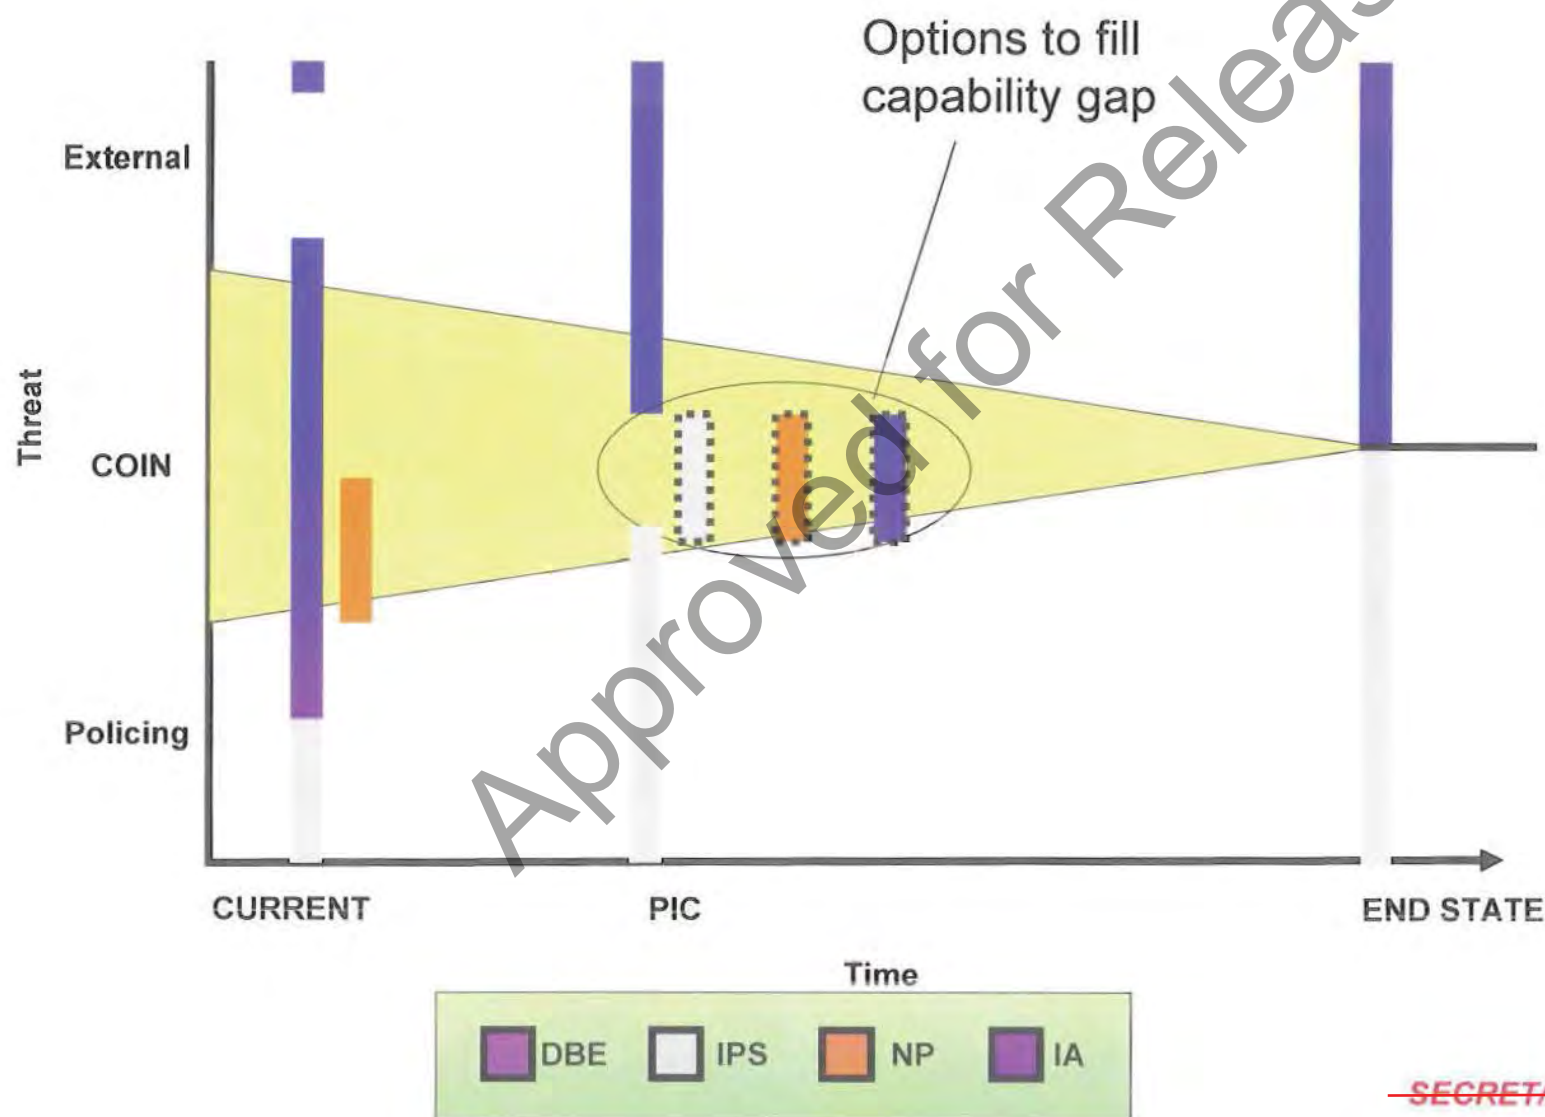 Options to fill
capability gap
External
Threat
COIN
Policing
CURRENT
PIC
END STATE
Time
DBE
IPS
NP
IA
Approved for Releas
SECRET